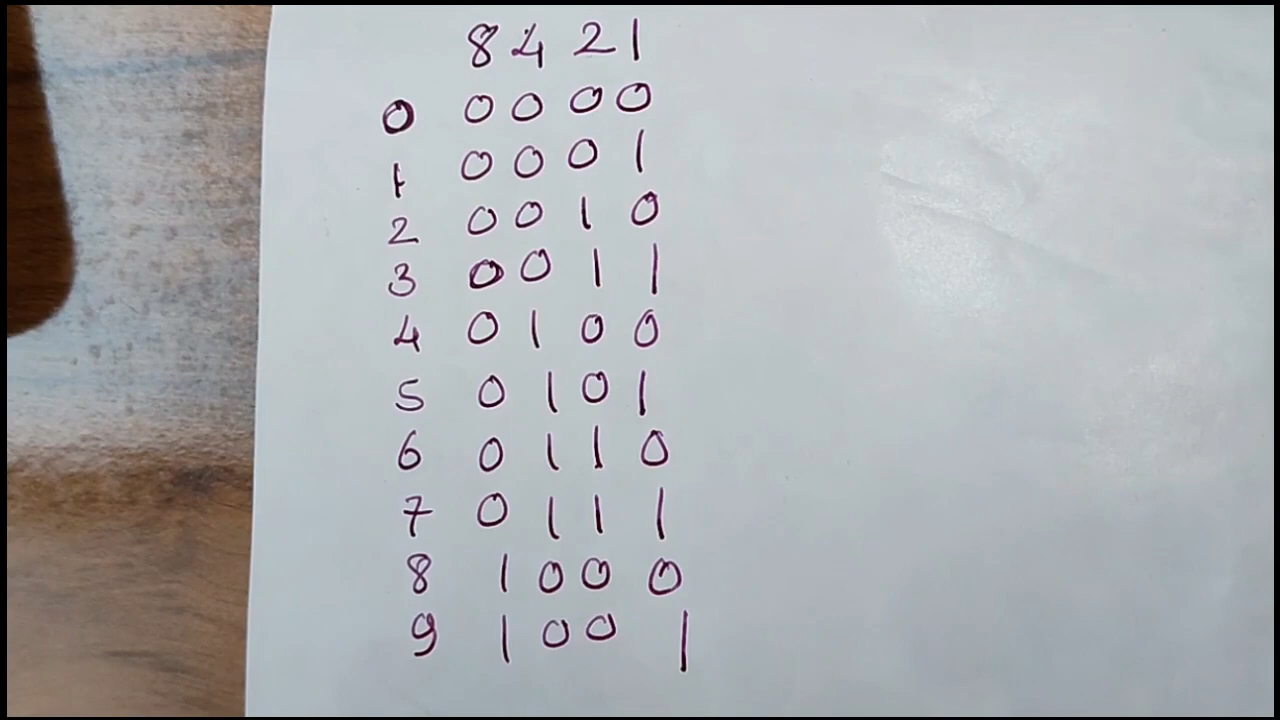 8 4 2 1
0 0 0 0 0
1 0 0 0 1
2 0 0 1 0
3 0 0 1 1
4 0 1 0 0
5 0 1 0 1
6 0 1 1 0
7 0 1 1 1
8 1 0 0 0
9 1 0 0 1